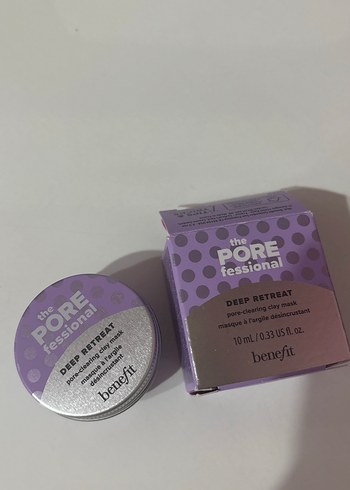 the
PORE
fessional
DEEP RETREAT
pore-clearing clay mask
masque à l'argile
désincrustant
benefit
the
PORE
fessional
DEEP RETREAT
pore-clearing clay mask
masque à l'argile désincrustant
10 mL / 0.33 US fl. oz.
benefit